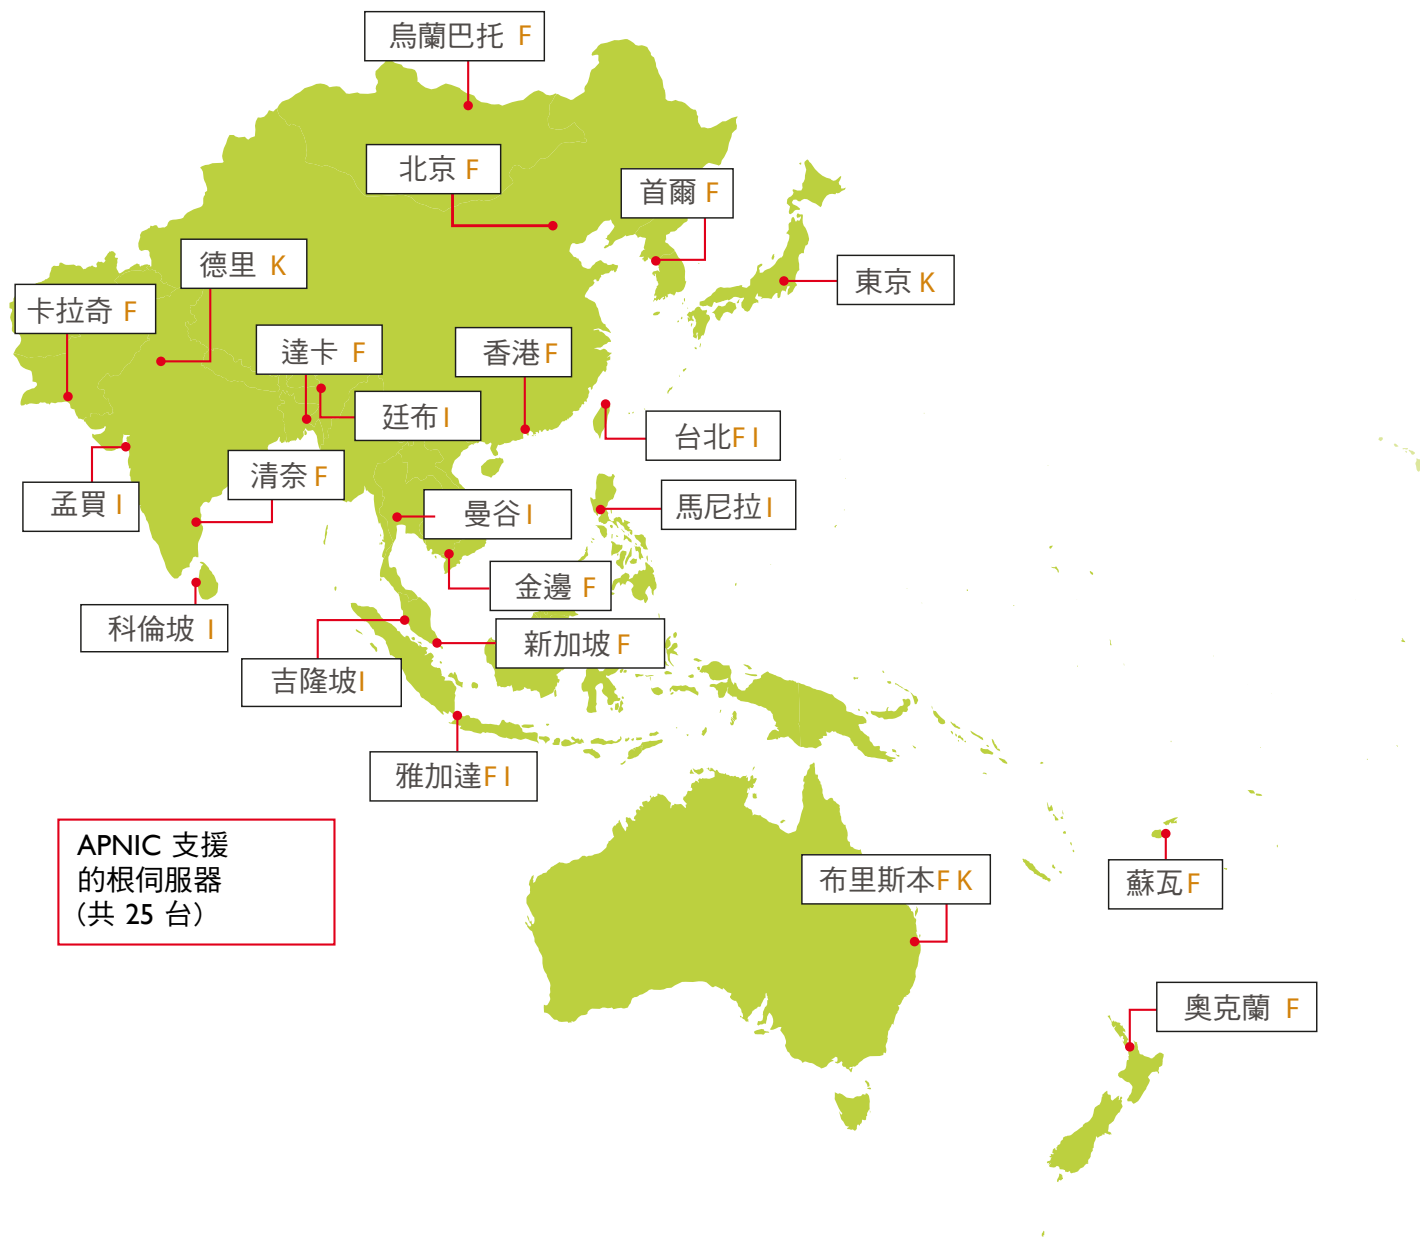 烏蘭巴托 F
北京 F
首爾 F
德里 K
東京 K
卡拉奇 F
達卡 F
香港 F
廷布 I
台北 F I
清奈 F
孟買 I
曼谷 I
馬尼拉 I
金邊 F
科倫坡 I
新加坡 F
吉隆坡 I
雅加達 F I
APNIC 支援
的根伺服器
（共 25 台）
布里斯本 F K
蘇瓦 F
奧克蘭 F